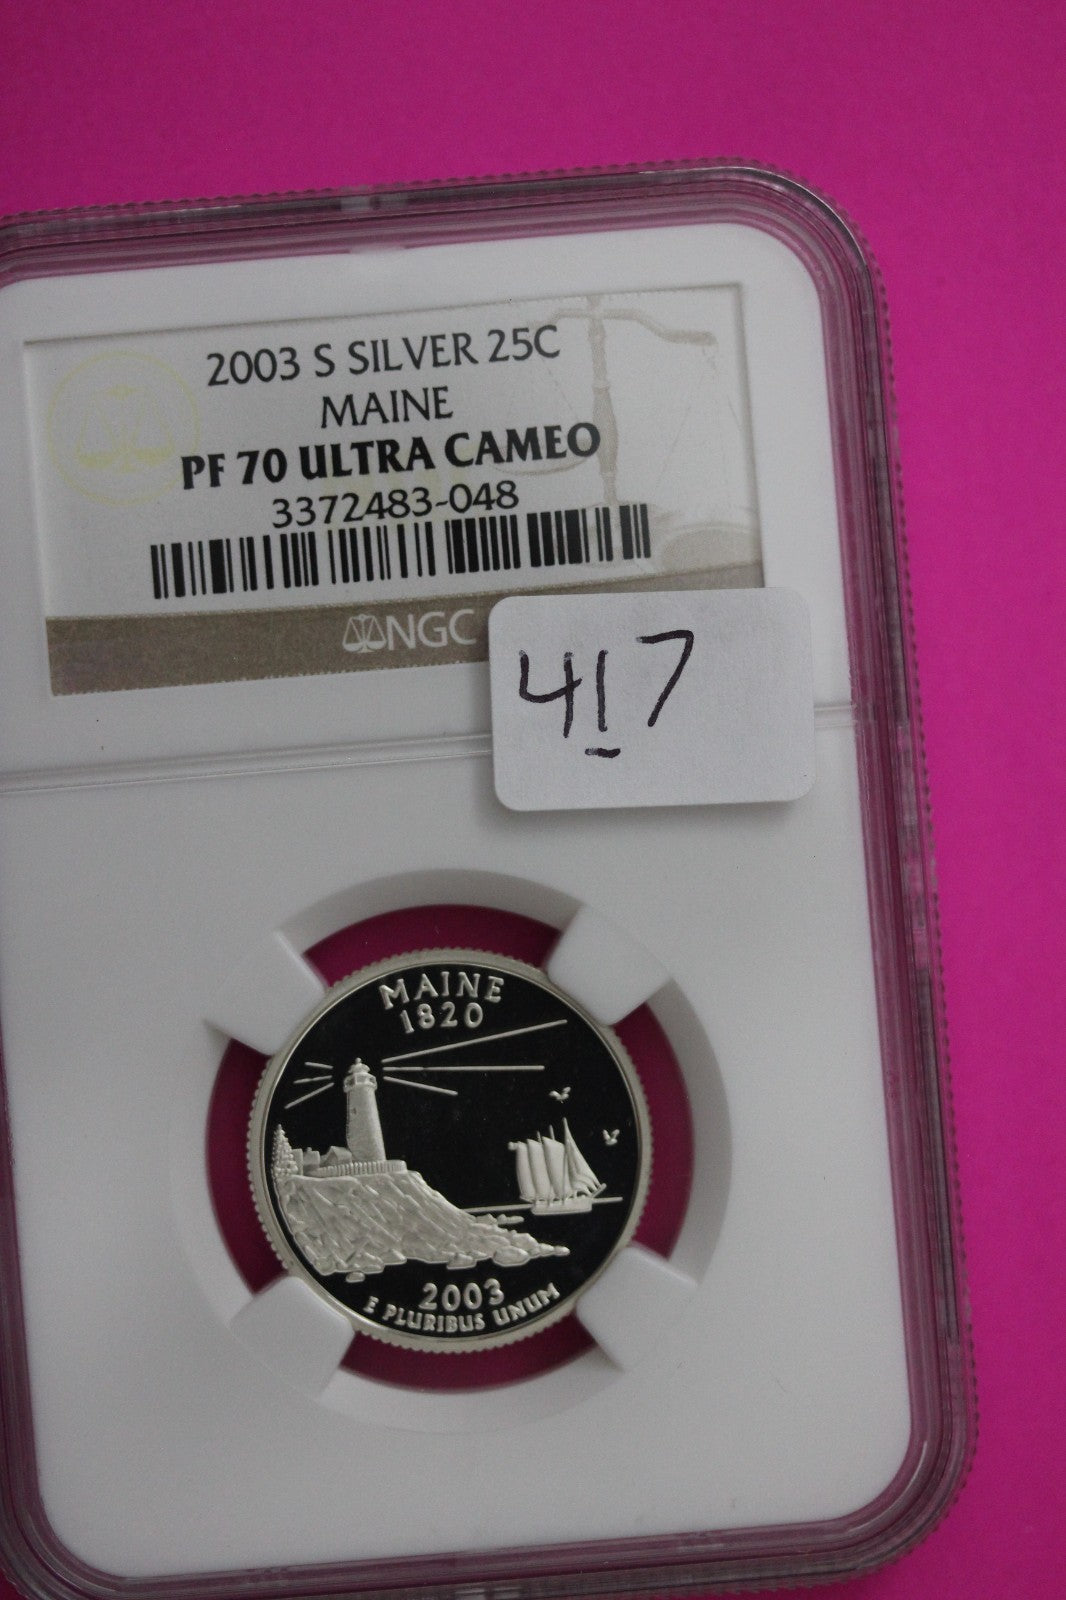 2003 S SILVER 25C
MAINE
PF 70 ULTRA CAMEO
3372483-048
NGC
417
MAINE
1820
2003
E PLURIBUS UNUM